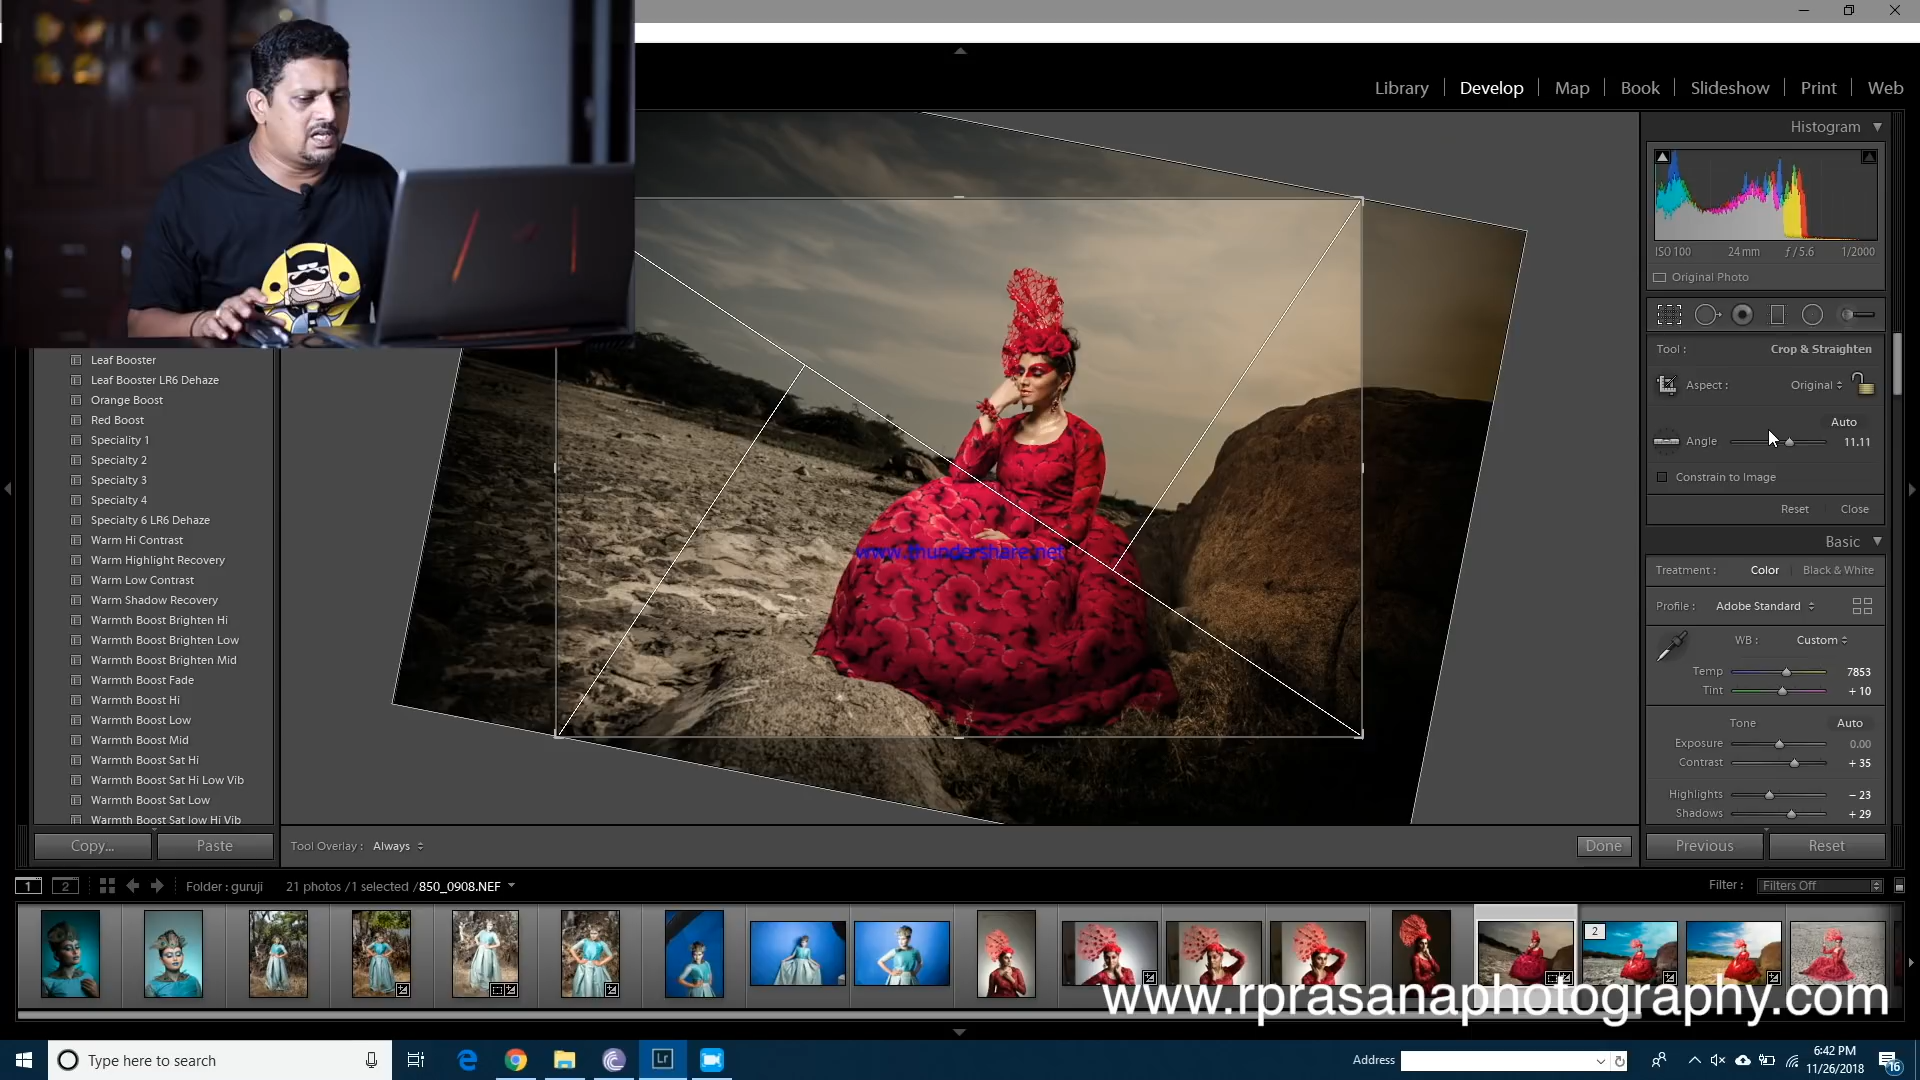 Library | Develop | Map | Book | Slideshow | Print | Web
Histogram
ISO 100 24 mm ƒ / 5.6 1/2000
Original Photo
Tool : Crop & Straighten
Aspect : Original
Auto
Angle 11.11
Constrain to Image
Reset Close
Basic
Treatment : Color Black & White
Profile : Adobe Standard
WB : Custom
Temp 7853
Tint + 10
Tone Auto
Exposure 0.00
Contrast + 35
Highlights − 23
Shadows + 29
Previous Reset
Leaf Booster
Leaf Booster LR6 Dehaze
Orange Boost
Red Boost
Speciality 1
Specialty 2
Specialty 3
Specialty 4
Specialty 6 LR6 Dehaze
Warm Hi Contrast
Warm Highlight Recovery
Warm Low Contrast
Warm Shadow Recovery
Warmth Boost Brighten Hi
Warmth Boost Brighten Low
Warmth Boost Brighten Mid
Warmth Boost Fade
Warmth Boost Hi
Warmth Boost Low
Warmth Boost Mid
Warmth Boost Sat Hi
Warmth Boost Sat Hi Low Vib
Warmth Boost Sat Low
Warmth Boost Sat low Hi Vib
Copy... Paste
www.thundershare.net
Tool Overlay : Always
Done
1 2 Folder : guruji 21 photos /1 selected /850_0908.NEF
Filter : Filters Off
2
www.rprasanaphotography.com
Type here to search
Lr
Address
6:42 PM
11/26/2018
16